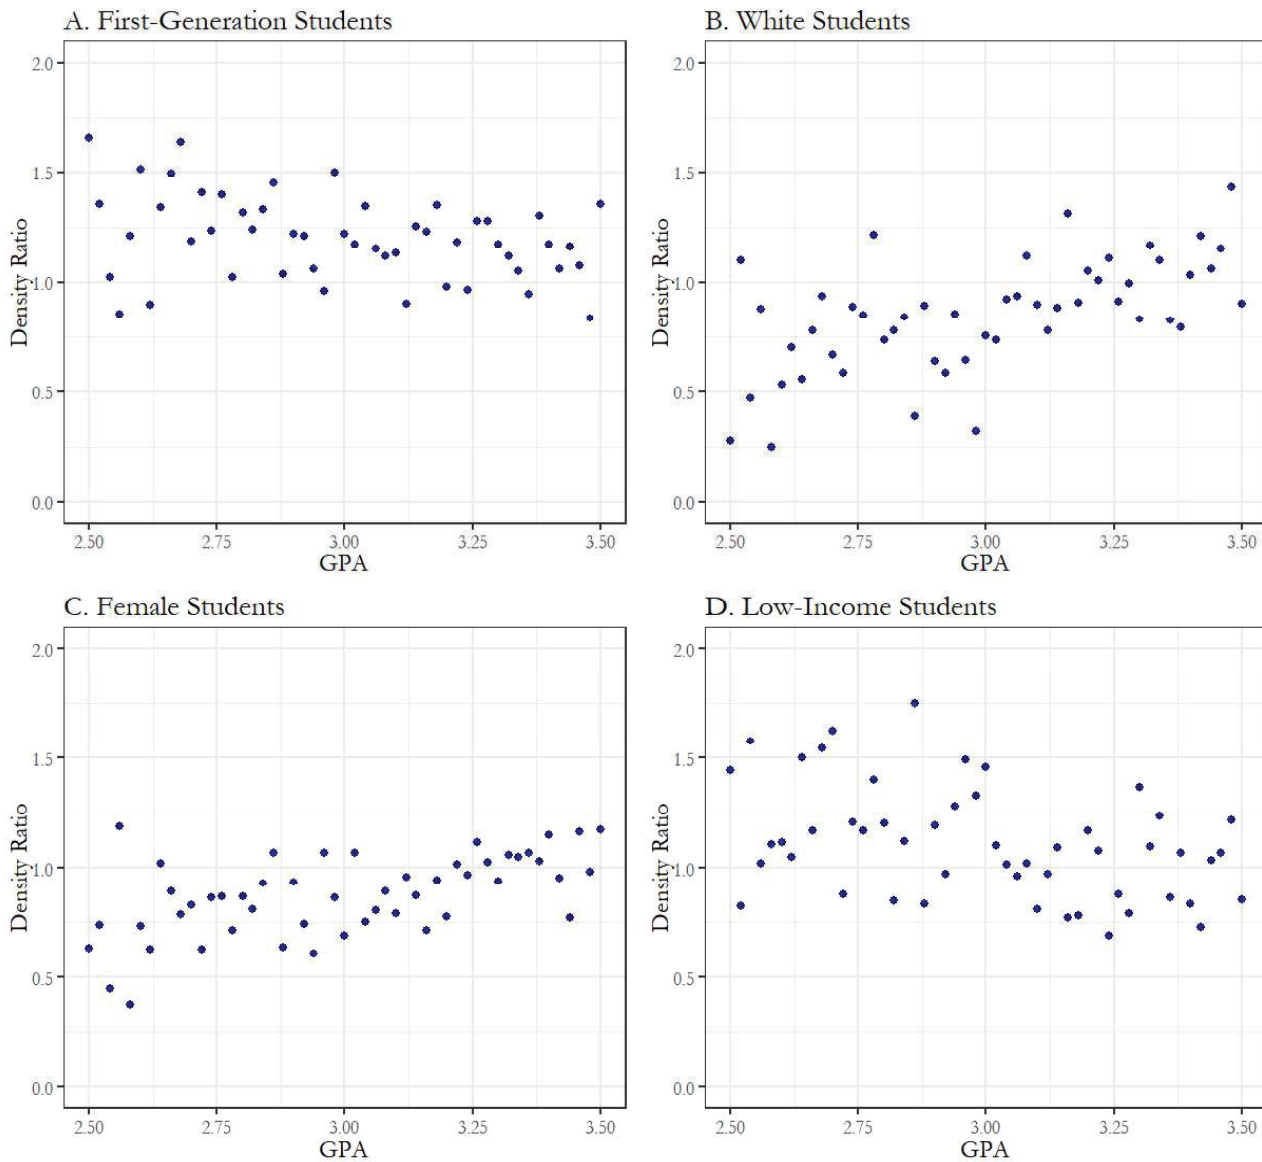 A. First-Generation Students
2.0
1.5
1.0
0.5
0.0
Density Ratio
2.50 2.75 3.00 3.25 3.50
GPA
B. White Students
2.0
1.5
1.0
0.5
0.0
Density Ratio
2.50 2.75 3.00 3.25 3.50
GPA
C. Female Students
2.0
1.5
1.0
0.5
0.0
Density Ratio
2.50 2.75 3.00 3.25 3.50
GPA
D. Low-Income Students
2.0
1.5
1.0
0.5
0.0
Density Ratio
2.50 2.75 3.00 3.25 3.50
GPA